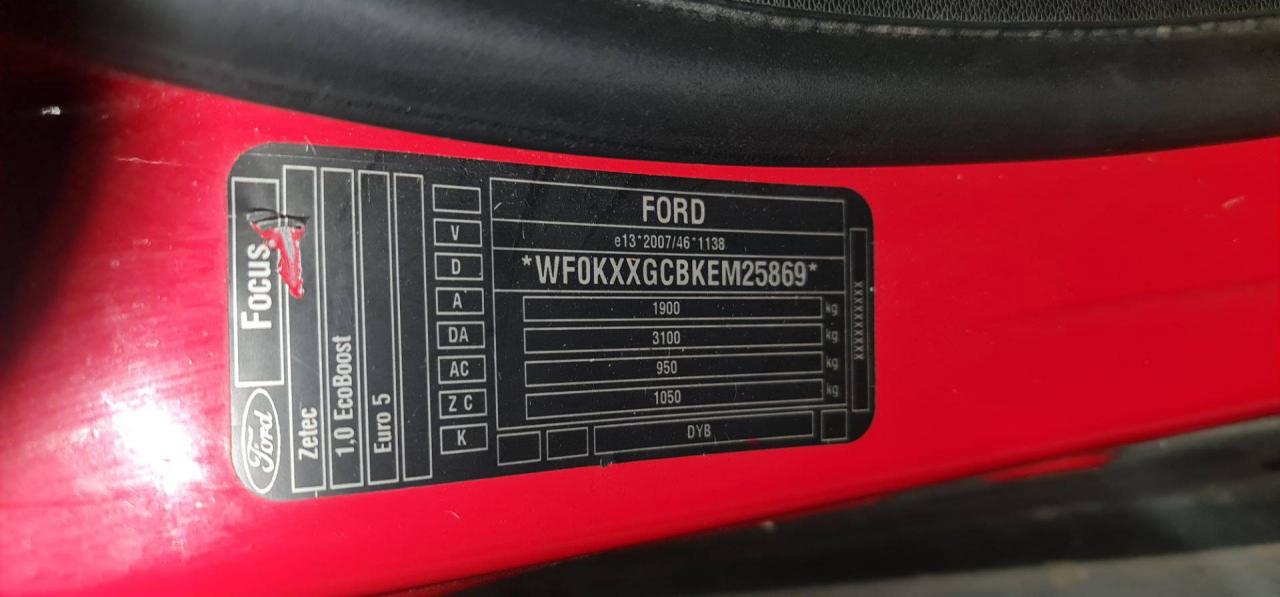 Ford
Focus
Zetec
1,0 EcoBoost
Euro 5
V
D
A
DA
AC
Z C
K
FORD
e13*2007/46*1138
*WF0KXXGCBKEM25869*
1900 kg
3100 kg
950 kg
1050 kg
DYB
XXXXXXXXXX